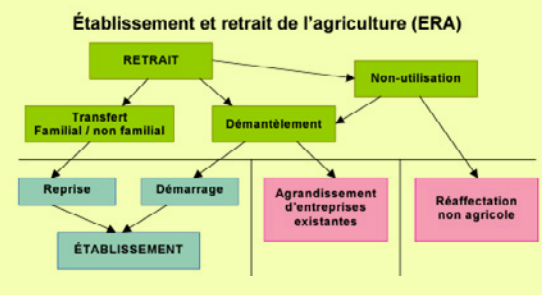 Établissement et retrait de l'agriculture (ERA)
RETRAIT
Non-utilisation
Transfert
Familial / non familial
Démantèlement
Reprise
Démarrage
Agrandissement
d'entreprises
existantes
Réaffectation
non agricole
ÉTABLISSEMENT